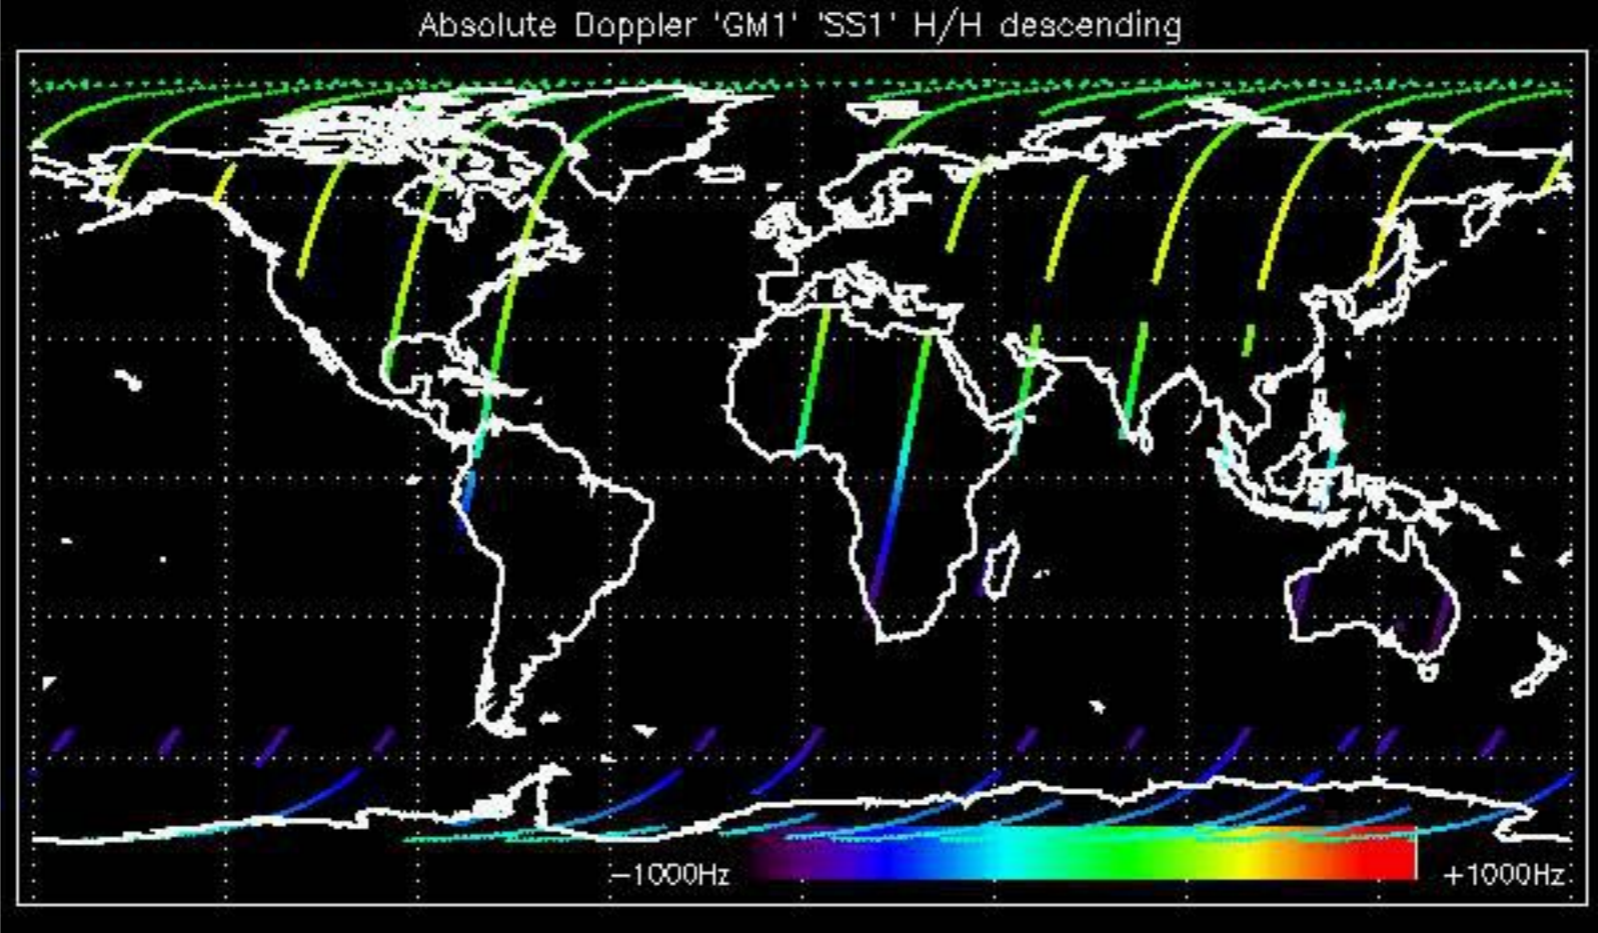 Absolute Doppler 'GM1' 'SS1' H/H descending
−1000Hz
+1000Hz